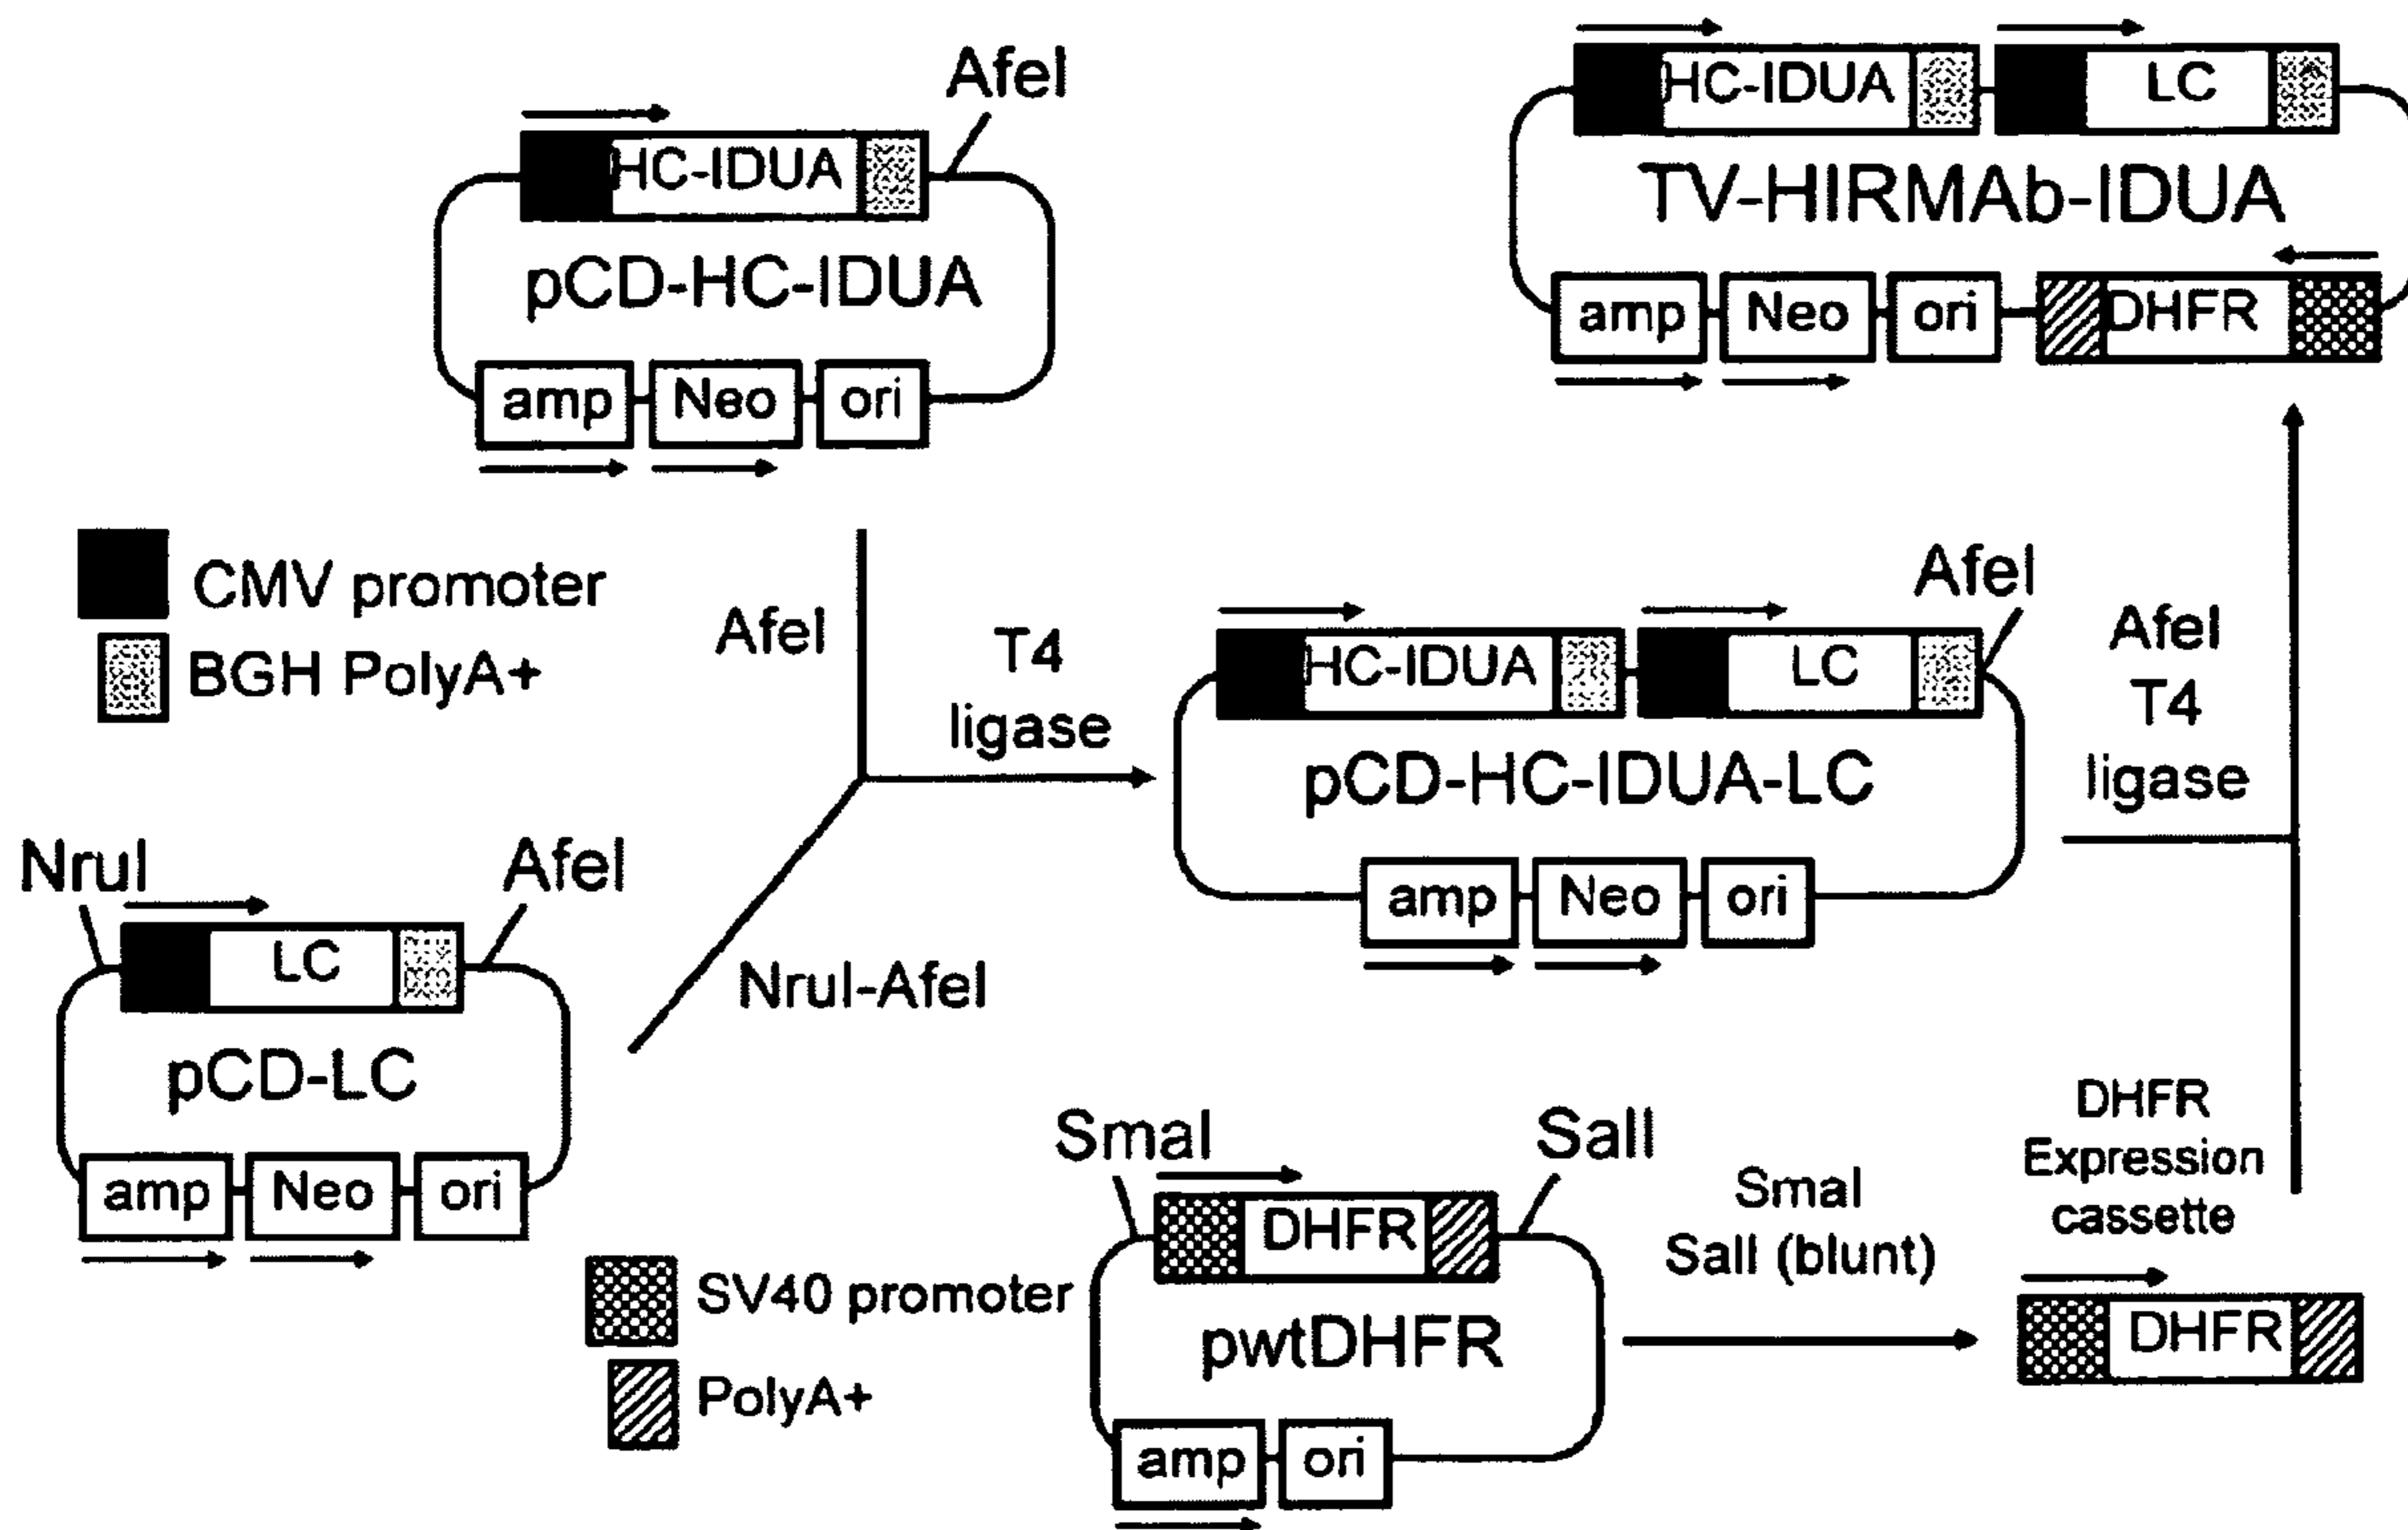 AfeI
HC-IDUA
pCD-HC-IDUA
amp Neo ori
HC-IDUA LC
TV-HIRMAb-IDUA
amp Neo ori DHFR
CMV promoter
BGH PolyA+
AfeI
T4
ligase
NruI-AfeI
NruI AfeI
LC
pCD-LC
amp Neo ori
AfeI
HC-IDUA LC
pCD-HC-IDUA-LC
amp Neo ori
AfeI
T4
ligase
SV40 promoter
PolyA+
SmaI SalI
DHFR
pwtDHFR
amp ori
SmaI
SalI (blunt)
DHFR
Expression
cassette
DHFR